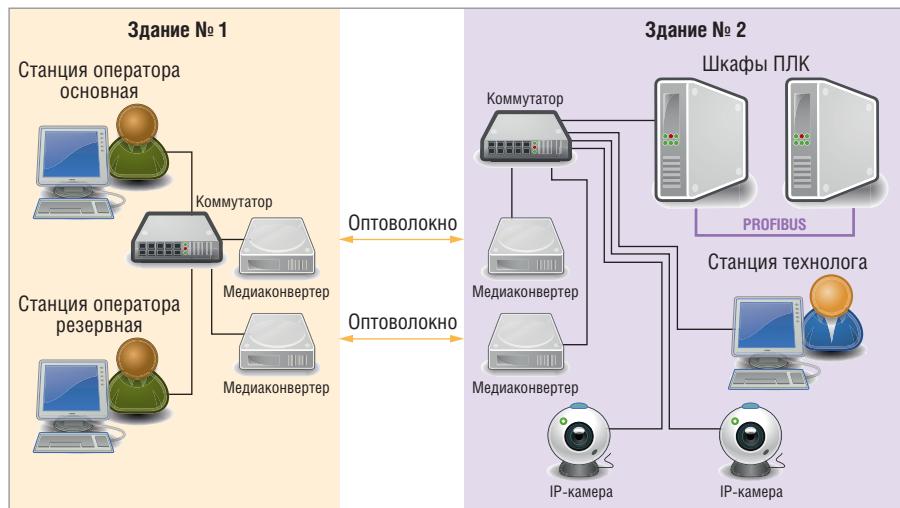 Здание № 1
Станция оператора
основная
Коммутатор
Медиаконвертер
Станция оператора
резервная
Медиаконвертер
Оптоволокно
Оптоволокно
Здание № 2
Шкафы ПЛК
Коммутатор
PROFIBUS
Медиаконвертер
Станция технолога
Медиаконвертер
IP-камера
IP-камера